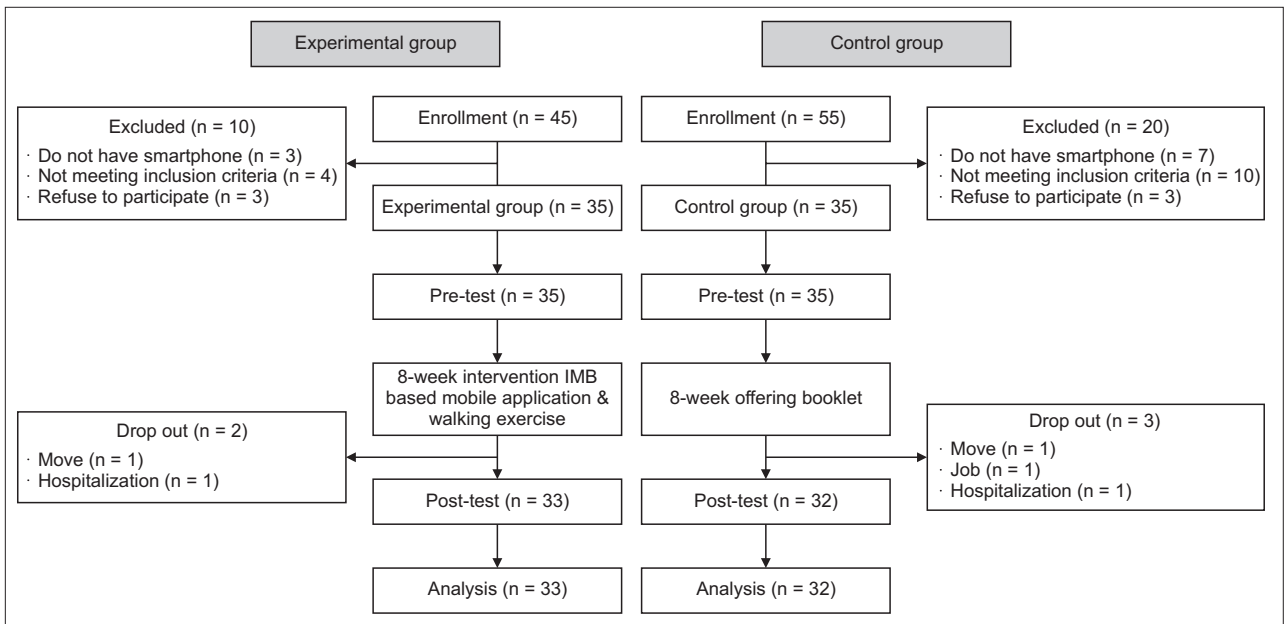 Experimental group
Control group
Enrollment (n = 45)
Enrollment (n = 55)
Excluded (n = 10)
· Do not have smartphone (n = 3)
· Not meeting inclusion criteria (n = 4)
· Refuse to participate (n = 3)
Excluded (n = 20)
· Do not have smartphone (n = 7)
· Not meeting inclusion criteria (n = 10)
· Refuse to participate (n = 3)
Experimental group (n = 35)
Control group (n = 35)
Pre-test (n = 35)
Pre-test (n = 35)
8-week intervention IMB
based mobile application &
walking exercise
8-week offering booklet
Drop out (n = 2)
· Move (n = 1)
· Hospitalization (n = 1)
Drop out (n = 3)
· Move (n = 1)
· Job (n = 1)
· Hospitalization (n = 1)
Post-test (n = 33)
Post-test (n = 32)
Analysis (n = 33)
Analysis (n = 32)